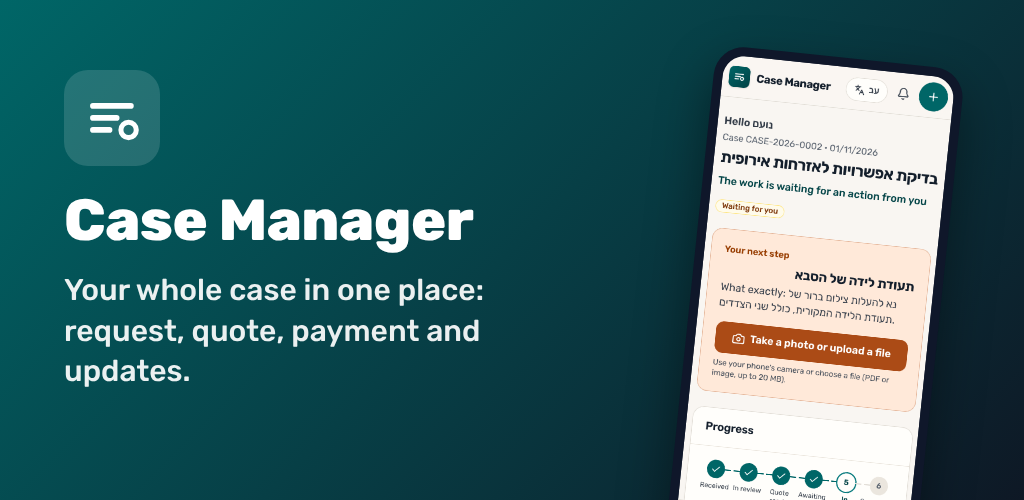 Case Manager
Your whole case in one place:
request, quote, payment and
updates.
Case Manager
עב
Hello נועם
Case CASE-2026-0002 • 01/11/2026
בדיקת אפשרויות לאזרחות אירופית
The work is waiting for an action from you
Waiting for you
Your next step
תעודת לידה של הסבא
What exactly: נא להעלות צילום ברור של
תעודת הלידה המקורית, כולל שני הצדדים.
Take a photo or upload a file
Use your phone's camera or choose a file (PDF or
image, up to 20 MB).
Progress
5 6
Received In review Quote Awaiting In